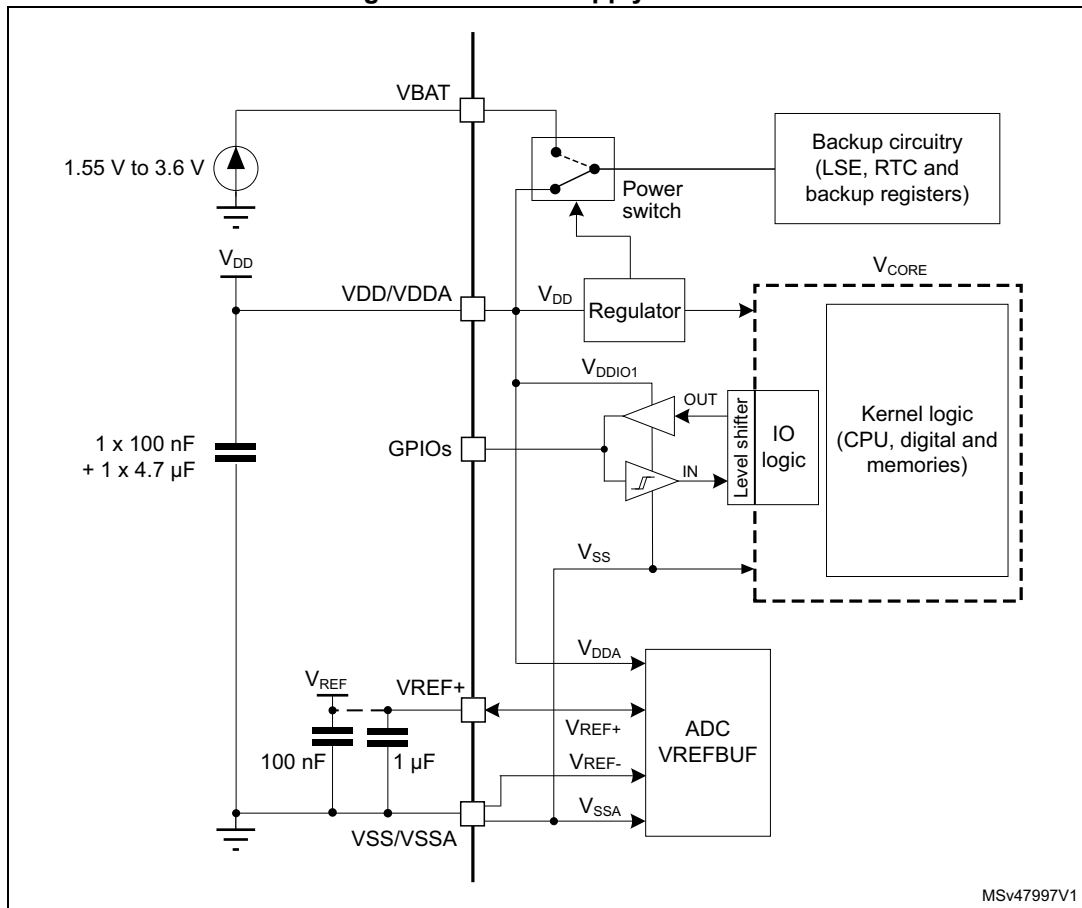 VBAT
1.55 V to 3.6 V
Power
switch
Backup circuitry
(LSE, RTC and
backup registers)
VDD
VDD/VDDA
VDD
Regulator
VCORE
VDDIO1
OUT
GPIOs
IN
Level shifter
IO
logic
Kernel logic
(CPU, digital and
memories)
1 x 100 nF
+ 1 x 4.7 µF
VSS
VDDA
VREF
VREF+
VREF+
ADC
VREFBUF
100 nF
1 µF
VREF-
VSSA
VSS/VSSA
MSv47997V1